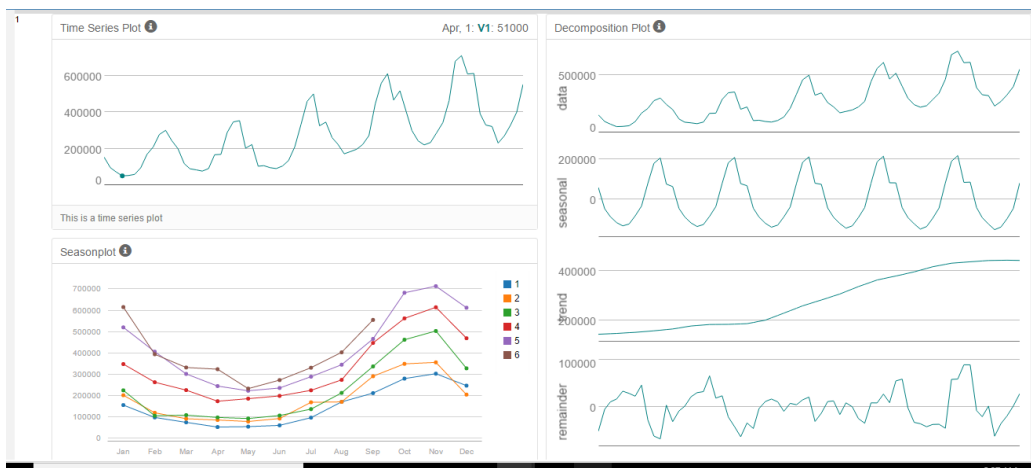 1
Time Series Plot
Apr, 1: V1: 51000
600000
400000
200000
0
This is a time series plot
Seasonplot
700000
600000
500000
400000
300000
200000
100000
0
Jan Feb Mar Apr May Jun Jul Aug Sep Oct Nov Dec
1
2
3
4
5
6
Decomposition Plot
500000
0
data
200000
0
seasonal
400000
200000
trend
100000
0
remainder